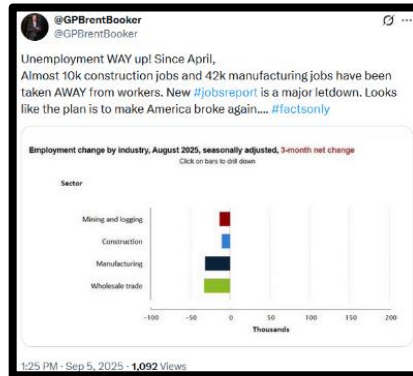 @GPBrentBooker
@GPBrentBooker
Unemployment WAY up! Since April,
Almost 10k construction jobs and 42k manufacturing jobs have been
taken AWAY from workers. New #jobsreport is a major letdown. Looks
like the plan is to make America broke again.... #factsonly
Employment change by industry, August 2025, seasonally adjusted, 3-month net change
Click on bars to drill down
Sector
Mining and logging
Construction
Manufacturing
Wholesale trade
-100 -50 0 50 100 150 200
Thousands
1:25 PM · Sep 5, 2025 · 1,092 Views